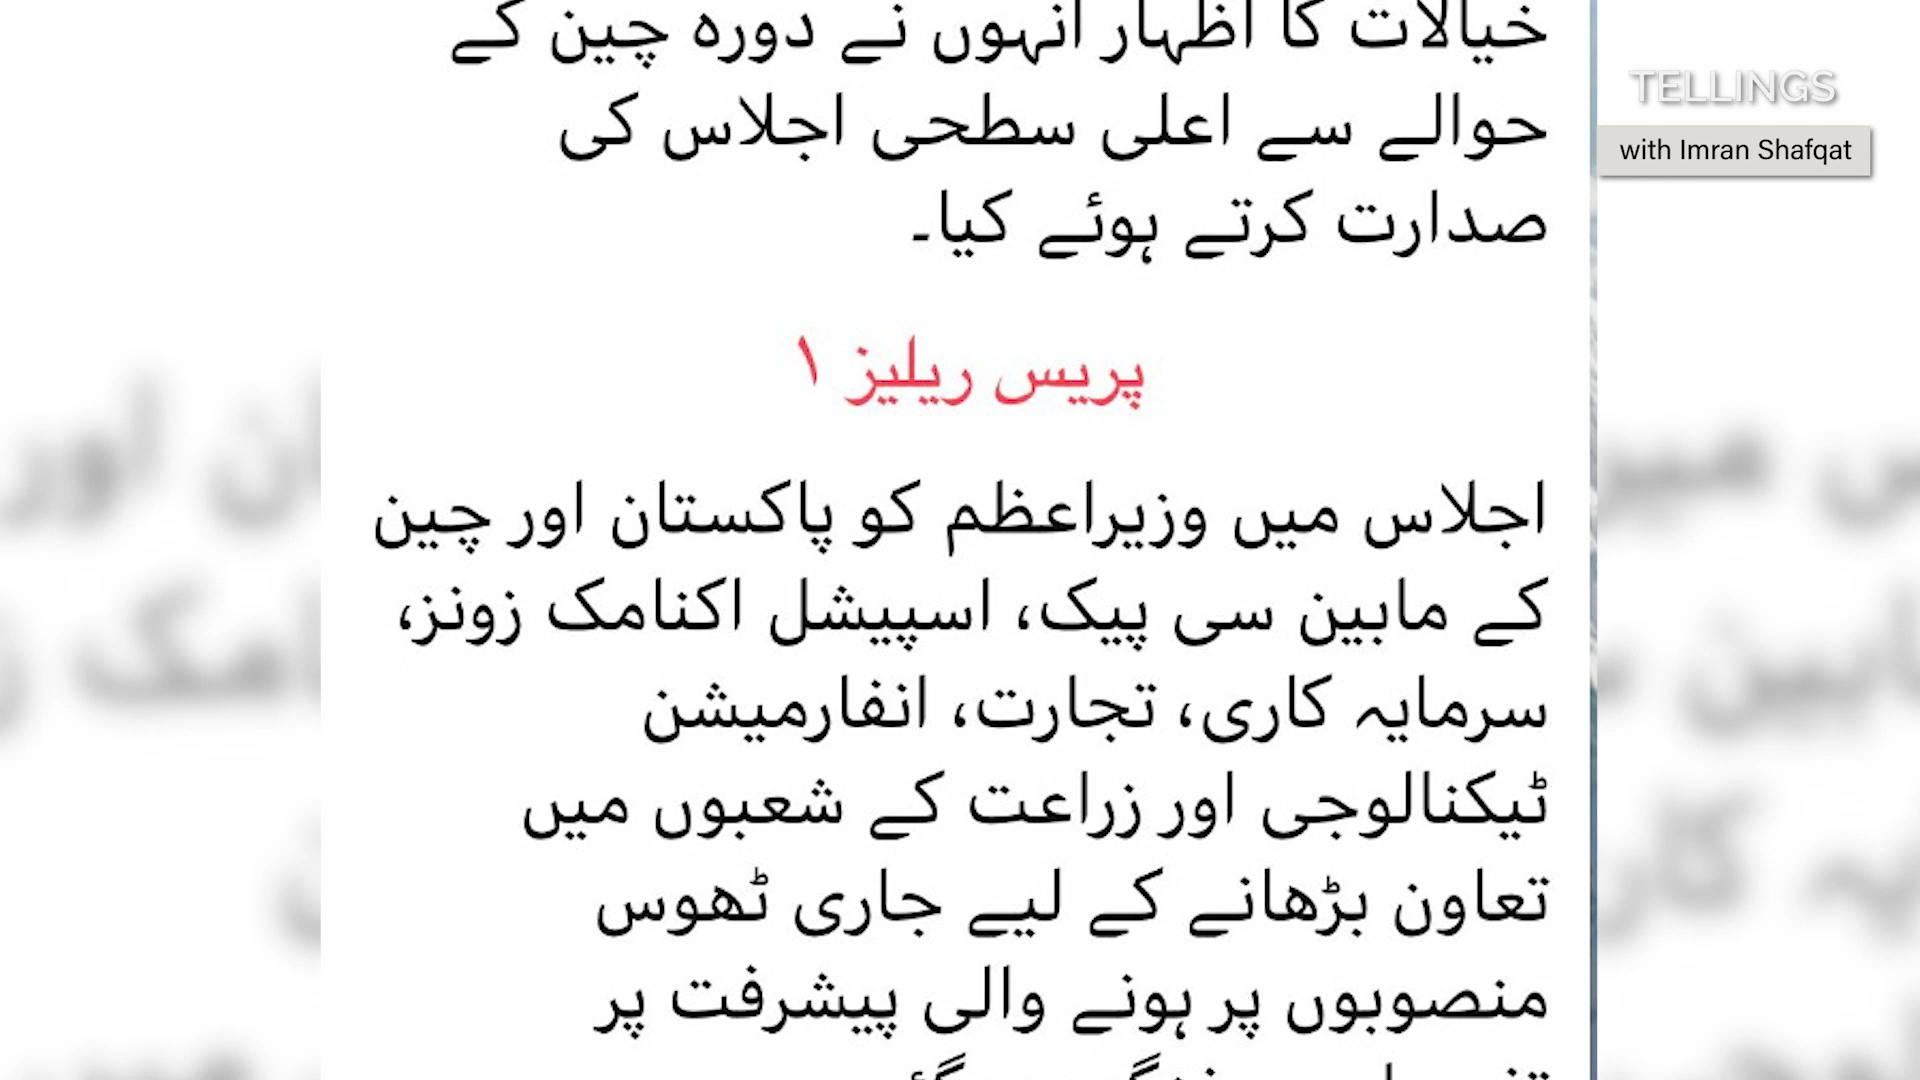 خیالات کا اظہار انہوں نے دورہ چین کے
حوالے سے اعلی سطحی اجلاس کی
صدارت کرتے ہوئے کیا۔
پریس ریلیز ۱
اجلاس میں وزیراعظم کو پاکستان اور چین
کے مابین سی پیک، اسپیشل اکنامک زونز،
سرمایہ کاری، تجارت، انفارمیشن
ٹیکنالوجی اور زراعت کے شعبوں میں
تعاون بڑھانے کے لیے جاری ٹھوس
منصوبوں پر ہونے والی پیشرفت پر
TELLINGS
with Imran Shafqat